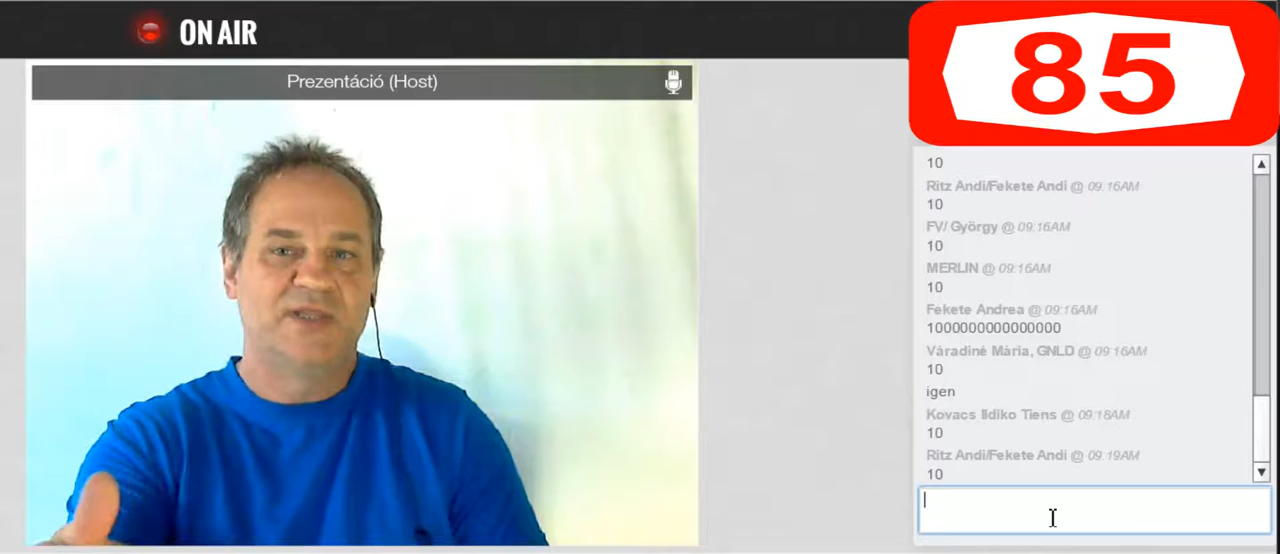 ON AIR
85
Prezentáció (Host)
10
Ritz Andi/Fekete Andi @ 09:16AM
10
FV/ György @ 09:16AM
10
MERLIN @ 09:16AM
10
Fekete Andrea @ 09:16AM
1000000000000000
Váradiné Mária, GNLD @ 09:16AM
10
igen
Kovacs Ildiko Tiens @ 09:18AM
10
Ritz Andi/Fekete Andi @ 09:19AM
10